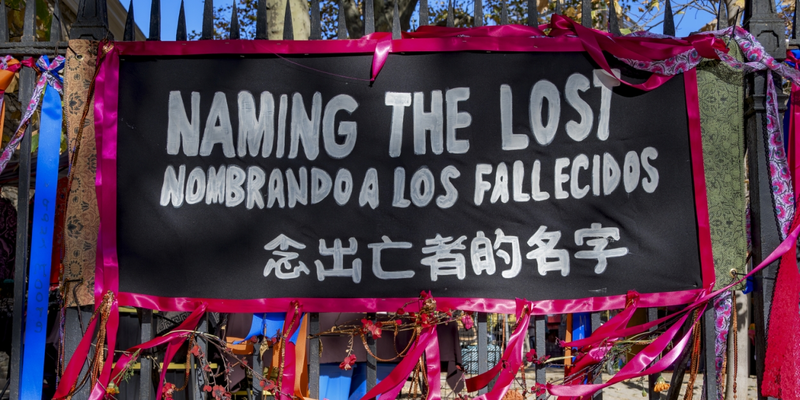 NAMING THE LOST
NOMBRANDO A LOS FALLECIDOS
念出亡者的名字